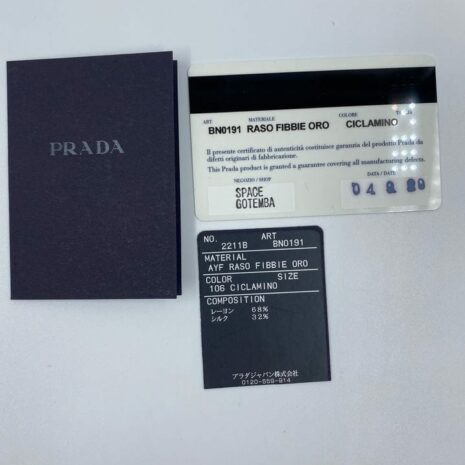 PRADA
ART MATERIALE COLORE
BN0191 RASO FIBBIE ORO CICLAMINO
Il presente certificato di autenticità costituisce garanzia del prodotto Prada da
difetti originari di fabbricazione.
This Prada product is granted a guarantee covering all manufacturing defects.
NEGOZIO / SHOP DATA / DATE
SPACE
GOTEMBA
NO. ART
2211B BN0191
MATERIAL
AYF RASO FIBBIE ORO
COLOR SIZE
106 CICLAMINO
COMPOSITION
レーヨン 68%
シルク 32%
プラダジャパン株式会社
0120-559-914